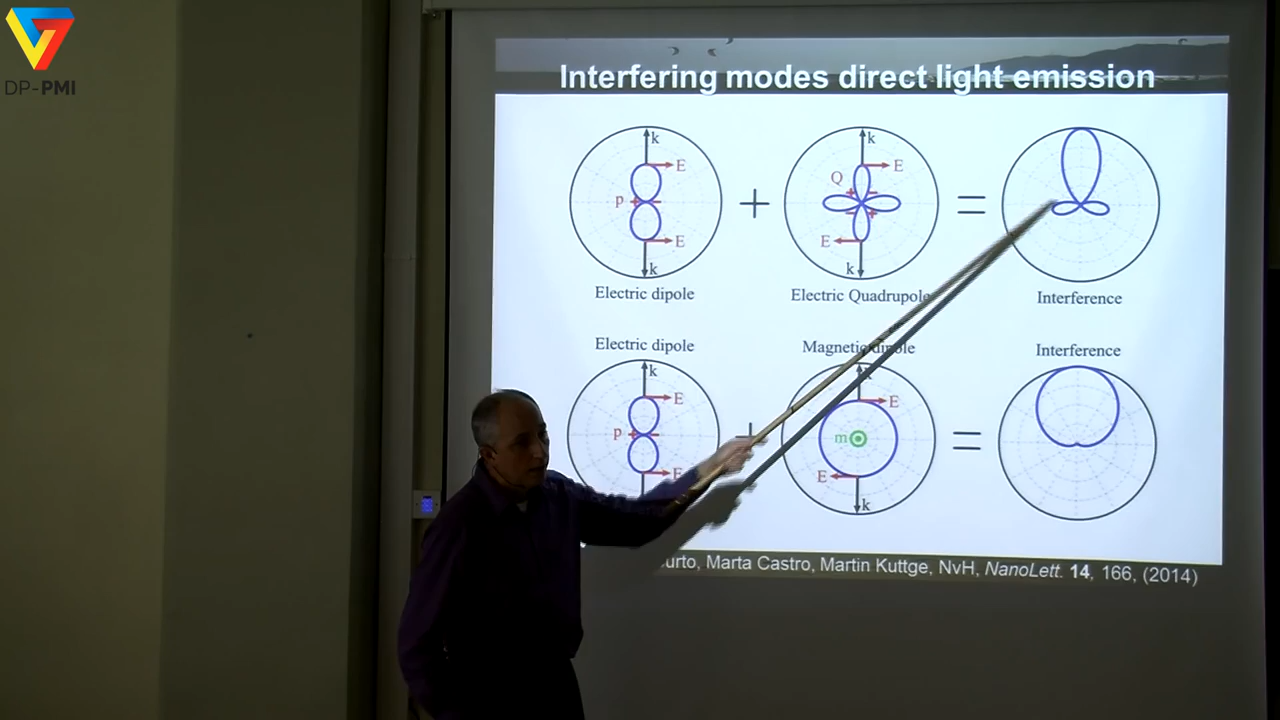 DP-PMI
Interfering modes direct light emission
k
k
E
E
Q
p
+
=
E
E
k
k
Electric dipole
Electric Quadrupole
Interference
Electric dipole
Magnetic dipole
Interference
k
k
E
E
p
m
=
E
E
k
Marta Castro, Martin Kuttge, NvH, NanoLett. 14, 166, (2014)